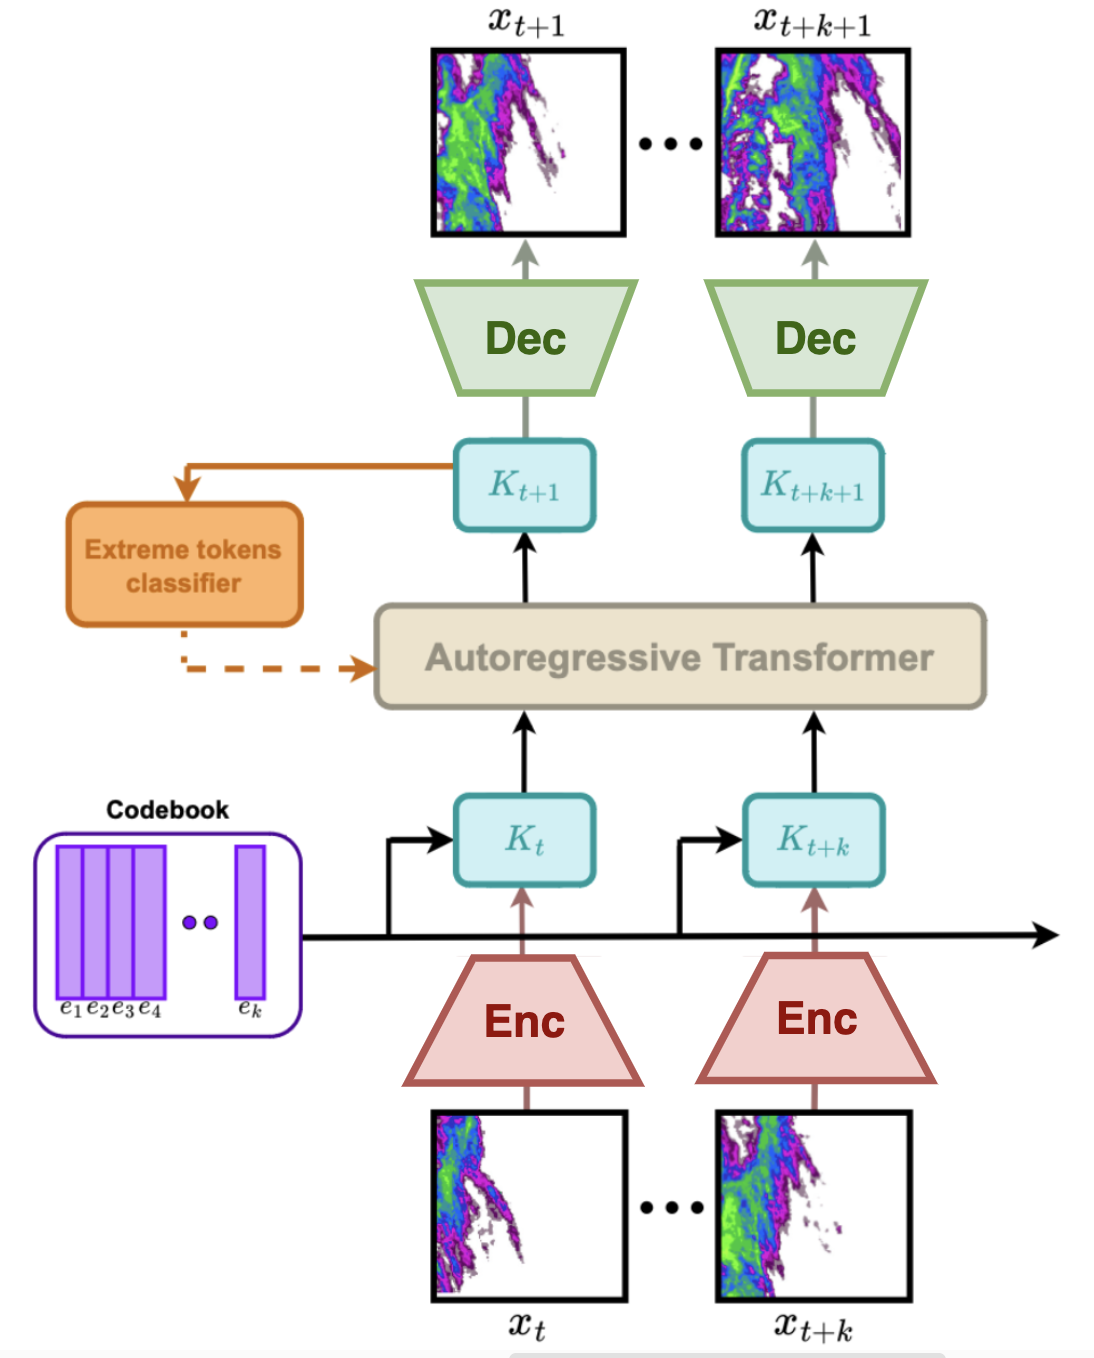 x_{t+1}
x_{t+k+1}
Dec
Dec
K_{t+1}
K_{t+k+1}
Extreme tokens
classifier
Autoregressive Transformer
Codebook
K_t
K_{t+k}
e_1 e_2 e_3 e_4 e_k
Enc
Enc
x_t
x_{t+k}